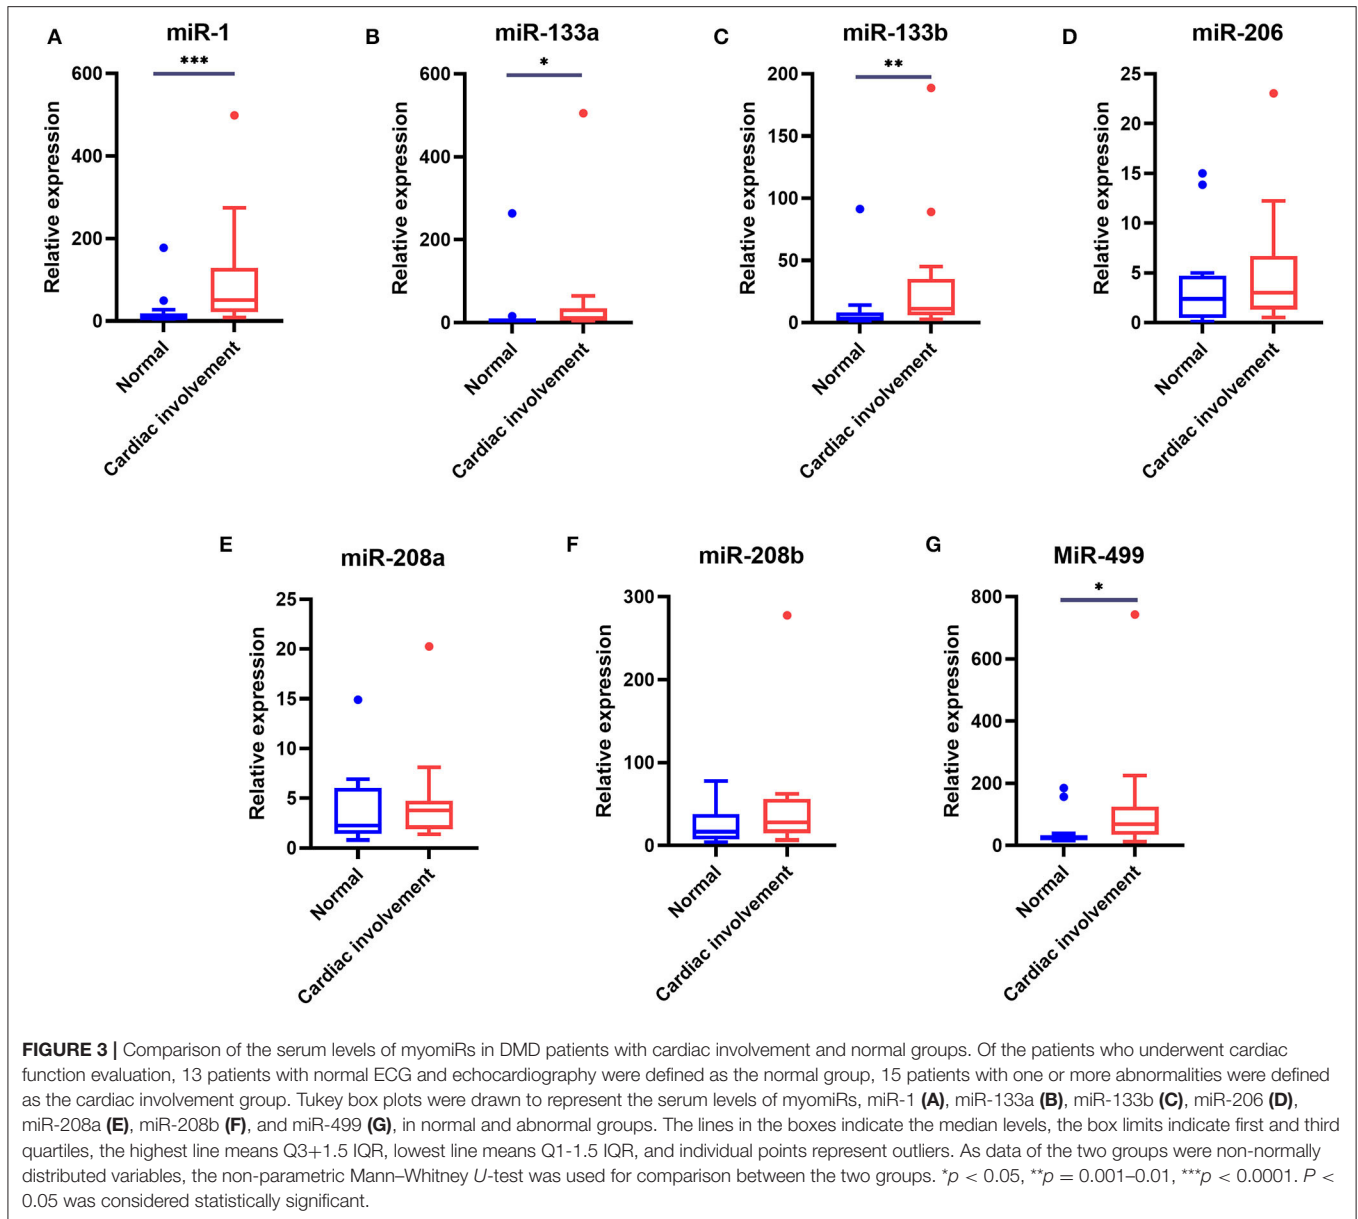 A miR-1
B miR-133a
C miR-133b
D miR-206
***
*
**
Relative expression
600
400
200
0
Normal
Cardiac involvement
Relative expression
600
400
200
0
Normal
Cardiac involvement
Relative expression
200
150
100
50
0
Normal
Cardiac involvement
Relative expression
25
20
15
10
5
0
Normal
Cardiac involvement
E miR-208a
F miR-208b
G MiR-499
*
Relative expression
25
20
15
10
5
0
Normal
Cardiac involvement
Relative expression
300
200
100
0
Normal
Cardiac involvement
Relative expression
800
600
400
200
0
Normal
Cardiac involvement
FIGURE 3 | Comparison of the serum levels of myomiRs in DMD patients with cardiac involvement and normal groups. Of the patients who underwent cardiac
function evaluation, 13 patients with normal ECG and echocardiography were defined as the normal group, 15 patients with one or more abnormalities were defined
as the cardiac involvement group. Tukey box plots were drawn to represent the serum levels of myomiRs, miR-1 (A), miR-133a (B), miR-133b (C), miR-206 (D),
miR-208a (E), miR-208b (F), and miR-499 (G), in normal and abnormal groups. The lines in the boxes indicate the median levels, the box limits indicate first and third
quartiles, the highest line means Q3+1.5 IQR, lowest line means Q1-1.5 IQR, and individual points represent outliers. As data of the two groups were non-normally
distributed variables, the non-parametric Mann–Whitney U-test was used for comparison between the two groups. *p < 0.05, **p = 0.001–0.01, ***p < 0.0001. P <
0.05 was considered statistically significant.